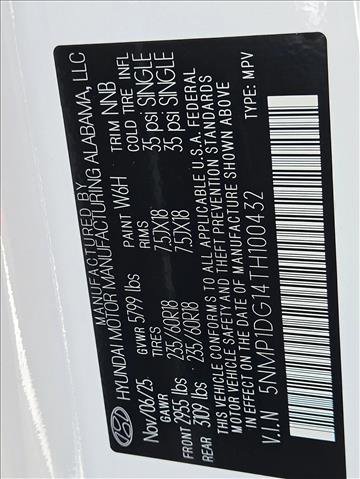 MANUFACTURED BY
HYUNDAI MOTOR MANUFACTURING ALABAMA, LLC
Nov/06/25 PAINT W6H TRIM NNB
GAWR GVWR 5799 lbs COLD TIRE INFL
TIRES RIMS
FRONT 2955 lbs 235/60R18 7.5JX18 35 psi SINGLE
REAR 3109 lbs 235/60R18 7.5JX18 35 psi SINGLE
THIS VEHICLE CONFORMS TO ALL APPLICABLE U.S.A. FEDERAL
MOTOR VEHICLE SAFETY AND THEFT PREVENTION STANDARDS
IN EFFECT ON THE DATE OF MANUFACTURE SHOWN ABOVE
V.I.N 5NMP1DG14TH100432 TYPE: MPV